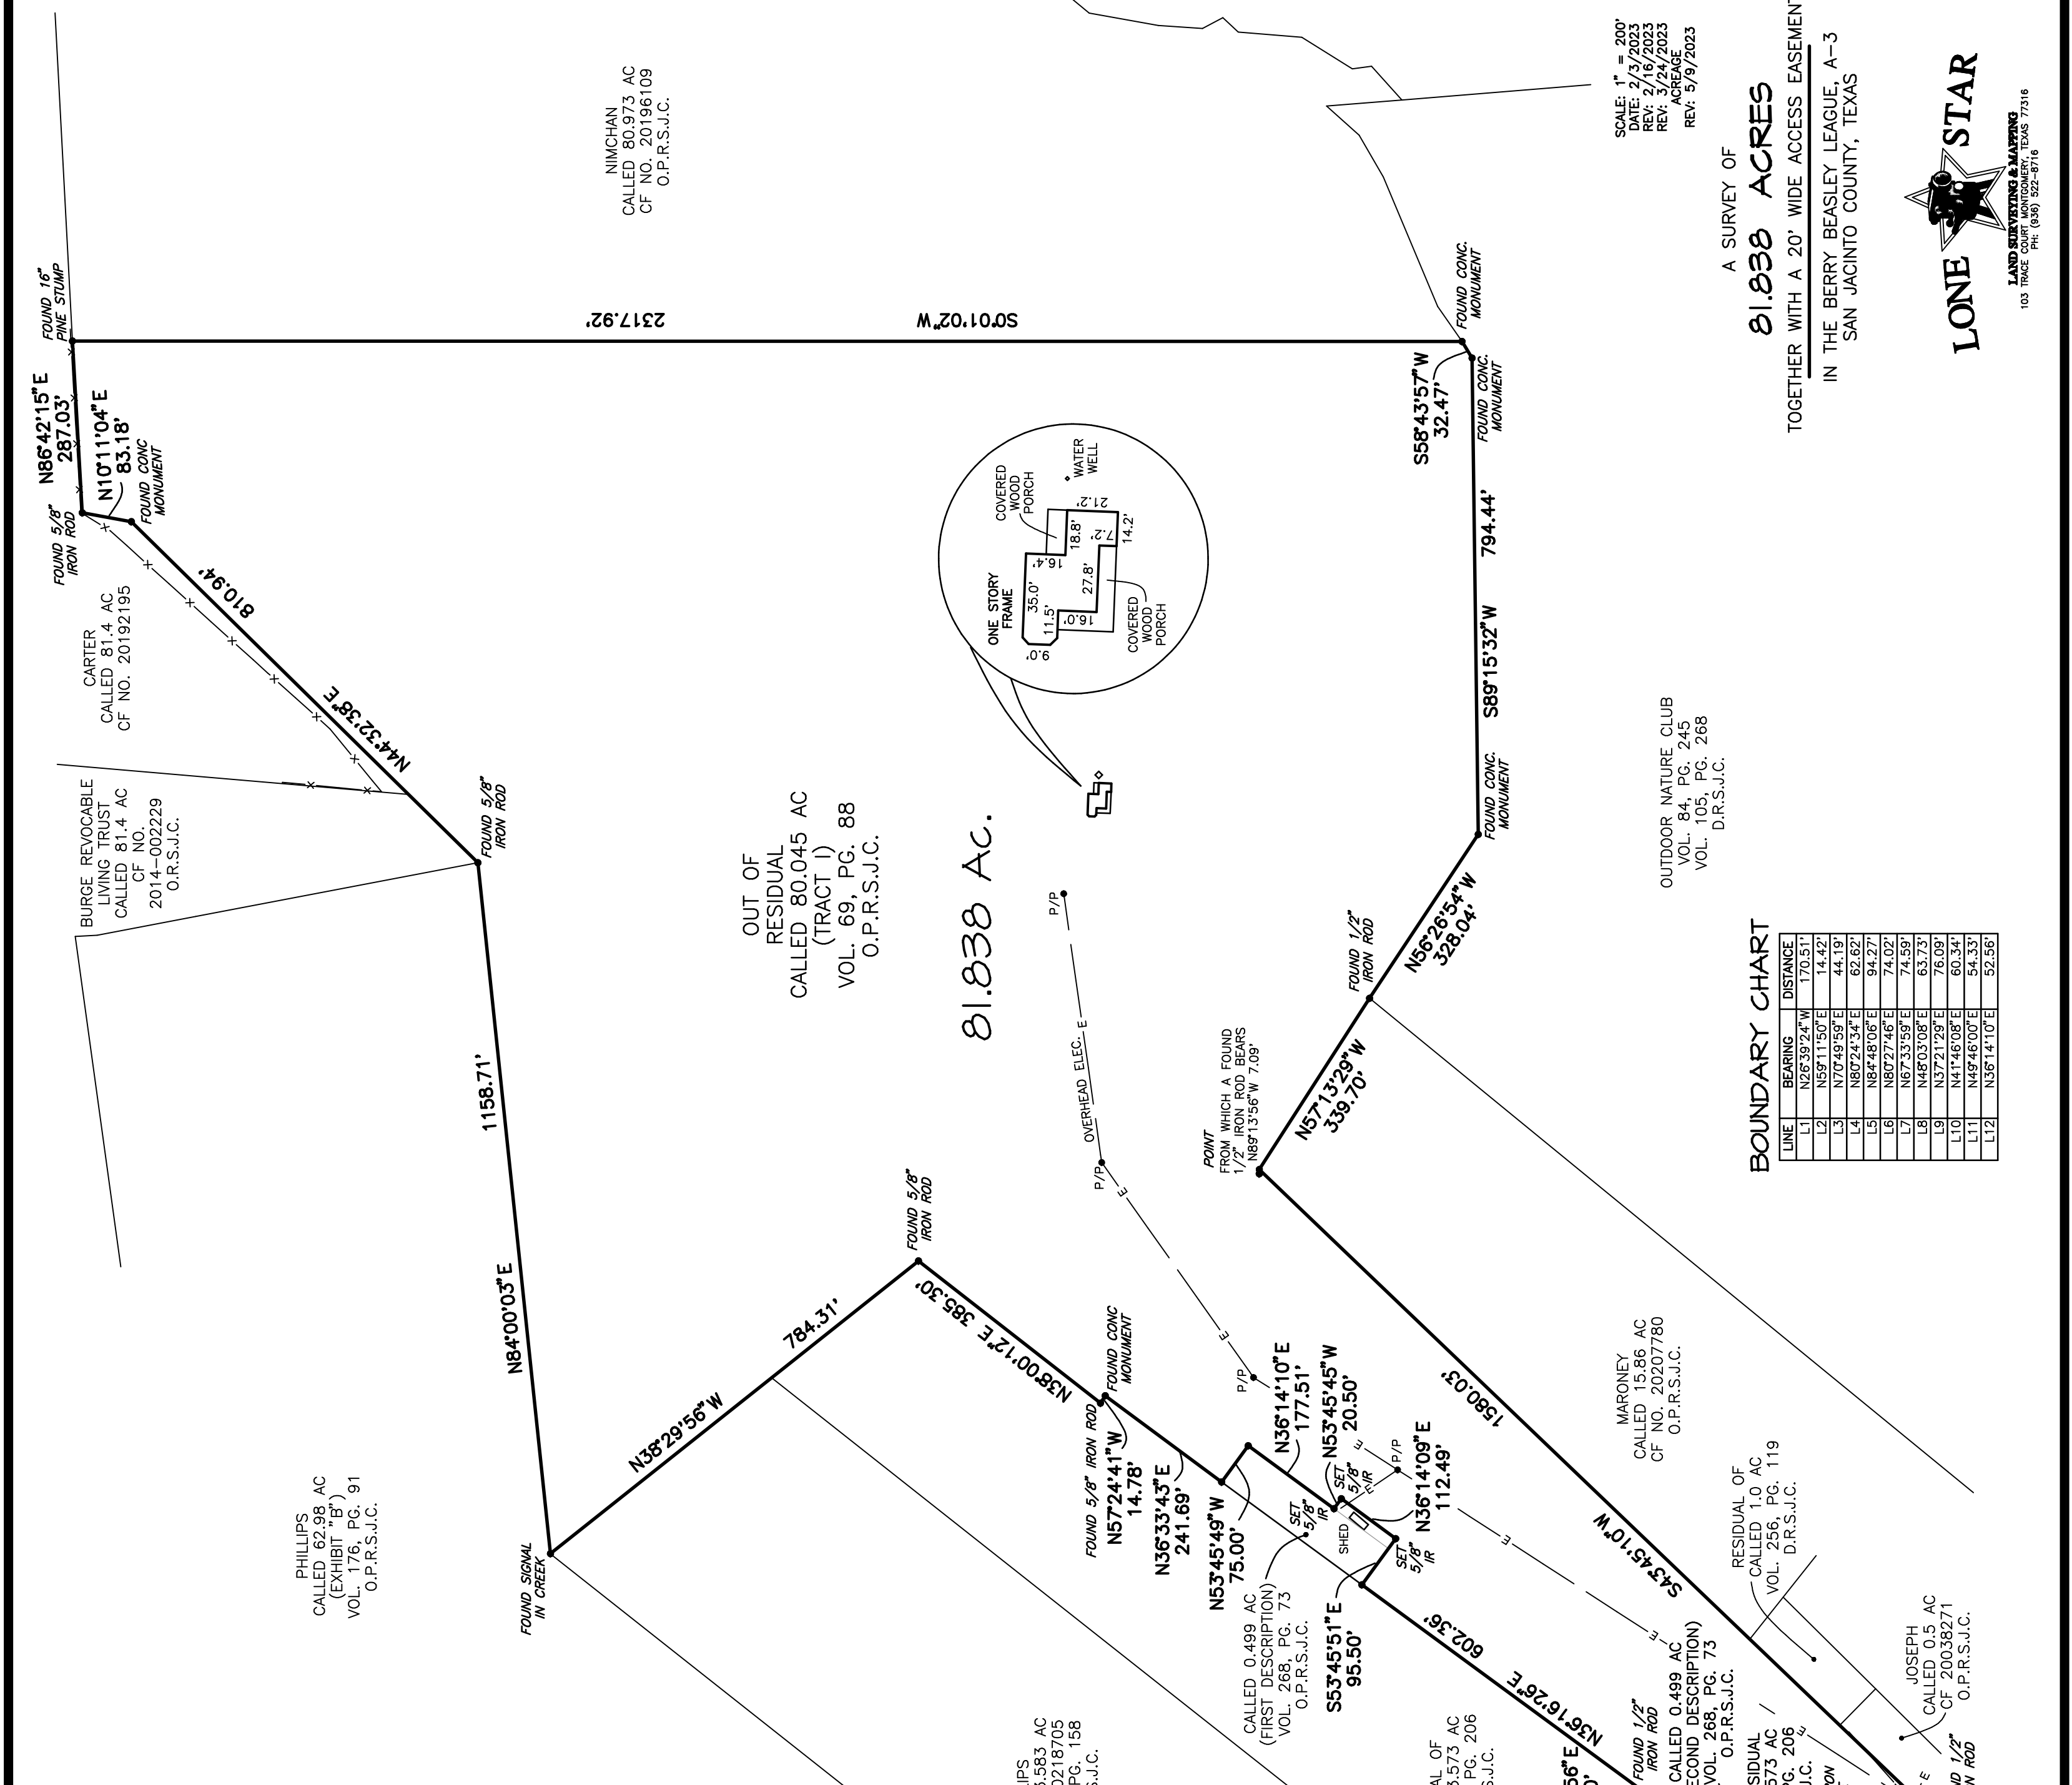 FOUND 16"
PINE STUMP
N86°42'15"E
287.03'
N10°11'04"E
83.18'
FOUND CONC
MONUMENT
FOUND 5/8"
IRON ROD
CARTER
CALLED 81.4 AC
CF NO. 20192195
810.94'
N44°32'38"E
BURGE REVOCABLE
LIVING TRUST
CALLED 81.4 AC
CF NO.
2014-002229
O.R.S.J.C.
FOUND 5/8"
IRON ROD
NIMCHAN
CALLED 80.973 AC
CF NO. 20196109
O.P.R.S.J.C.
2317.92'
S0°01'02"W
1158.71'
N84°00'03"E
PHILLIPS
CALLED 62.98 AC
(EXHIBIT "B")
VOL. 176, PG. 91
O.P.R.S.J.C.
FOUND SIGNAL
IN CREEK
N38°29'56"W
784.31'
OUT OF
RESIDUAL
CALLED 80.045 AC
(TRACT I)
VOL. 69, PG. 88
O.P.R.S.J.C.
81.838 Ac.
ONE STORY
FRAME
COVERED
WOOD
PORCH
WATER
WELL
35.0'
16.4'
18.8'
21.2'
7.2'
14.2'
27.8'
16.0'
11.5'
9.0'
COVERED
WOOD
PORCH
P/P
OVERHEAD ELEC.
E
P/P
E
E
P/P
FOUND 5/8"
IRON ROD
N38°00'12"E 385.30'
FOUND CONC
MONUMENT
FOUND 5/8" IRON ROD
N57°24'41"W
14.78'
N36°33'43"E
241.69'
N53°45'49"W
75.00'
N36°14'10"E
177.51'
N53°45'45"W
20.50'
N36°14'09"E
112.49'
SET
5/8"
IR
SET
5/8"
IR
SHED
SET
5/8"
IR
E
E
P/P
E
E
S53°45'51"E
95.50'
CALLED 0.499 AC
(FIRST DESCRIPTION)
VOL. 268, PG. 73
O.P.R.S.J.C.
602.36'
N36°16'26"E
FOUND 1/2"
IRON ROD
CALLED 0.499 AC
ECOND DESCRIPTION)
VOL. 268, PG. 73
O.P.R.S.J.C.
S58°43'57"W
32.47'
FOUND CONC.
MONUMENT
FOUND CONC.
MONUMENT
794.44'
S89°15'32"W
FOUND CONC.
MONUMENT
N56°26'54"W
328.04'
FOUND 1/2"
IRON ROD
N57°13'29"W
339.70'
POINT
FROM WHICH A FOUND
1/2" IRON ROD BEARS
N89°13'56"W 7.09'
1580.03'
S43°45'10"W
OUTDOOR NATURE CLUB
VOL. 84, PG. 245
VOL. 105, PG. 268
D.R.S.J.C.
MARONEY
CALLED 15.86 AC
CF NO. 20207780
O.P.R.S.J.C.
RESIDUAL OF
CALLED 1.0 AC
VOL. 256, PG. 119
D.R.S.J.C.
JOSEPH
CALLED 0.5 AC
CF 20038271
O.P.R.S.J.C.
BOUNDARY CHART
LINE BEARING DISTANCE
L1 N26°39'24"W 170.51'
L2 N59°11'50"E 14.42'
L3 N70°49'59"E 44.19'
L4 N80°24'34"E 62.62'
L5 N84°48'06"E 94.27'
L6 N80°27'46"E 74.02'
L7 N67°33'59"E 74.59'
L8 N48°03'08"E 63.73'
L9 N37°21'29"E 76.09'
L10 N41°46'08"E 60.34'
L11 N49°46'00"E 54.33'
L12 N36°14'10"E 52.56'
SCALE: 1" = 200'
DATE: 2/3/2023
REV: 2/16/2023
REV: 3/24/2023
ACREAGE
REV: 5/9/2023
A SURVEY OF
81.838 ACRES
TOGETHER WITH A 20' WIDE ACCESS EASEMENT
IN THE BERRY BEASLEY LEAGUE, A-3
SAN JACINTO COUNTY, TEXAS
LONE STAR
LAND SURVEYING & MAPPING
103 TRACE COURT MONTGOMERY, TEXAS 77316
PH: (936) 522-8716